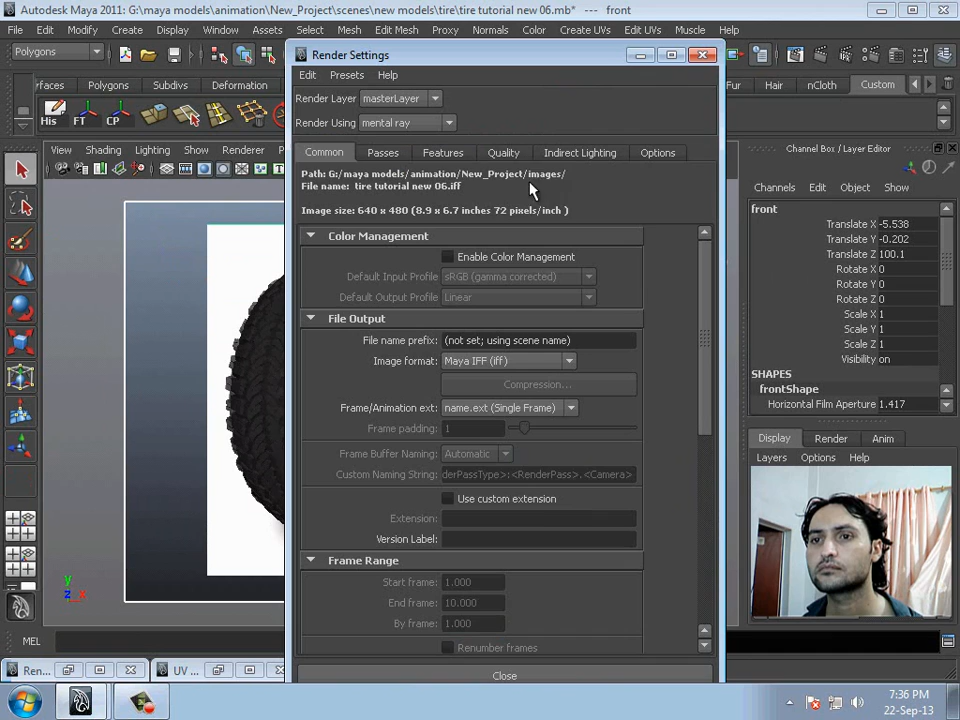 Autodesk Maya 2011: G:\maya models\animation\New_Project\scenes\new models\tire\tire tutorial new 06.mb* --- front
File Edit Modify Create Display Window Assets Select Mesh Edit Mesh Proxy Normals Color Create UVs Edit UVs Muscle Help
Polygons
Render Settings
Edit Presets Help
rfaces Polygons Subdivs Deformation
Fur Hair nCloth Custom
Render Layer masterLayer
His FT CP
Render Using mental ray
View Shading Lighting Show Renderer
Common Passes Features Quality Indirect Lighting Options
Channel Box / Layer Editor
Path: G:/maya models/animation/New_Project/images/
File name: tire tutorial new 06.iff
Image size: 640 x 480 (8.9 x 6.7 inches 72 pixels/inch )
Channels Edit Object Show
front
Translate X -5.538
Translate Y -0.202
Translate Z 100.1
Rotate X 0
Rotate Y 0
Rotate Z 0
Scale X 1
Scale Y 1
Scale Z 1
Visibility on
SHAPES
frontShape
Horizontal Film Aperture 1.417
Color Management
Enable Color Management
Default Input Profile sRGB (gamma corrected)
Default Output Profile Linear
File Output
File name prefix: (not set; using scene name)
Image format: Maya IFF (iff)
Compression...
Frame/Animation ext: name.ext (Single Frame)
Frame padding: 1
Frame Buffer Naming: Automatic
Custom Naming String: derPassType>:<RenderPass>.<Camera>
Use custom extension
Extension:
Version Label:
Frame Range
Start frame: 1.000
End frame: 10.000
By frame: 1.000
Renumber frames
Close
Display Render Anim
Layers Options Help
y
z x
MEL
Ren...
UV ...
7:36 PM
22-Sep-13